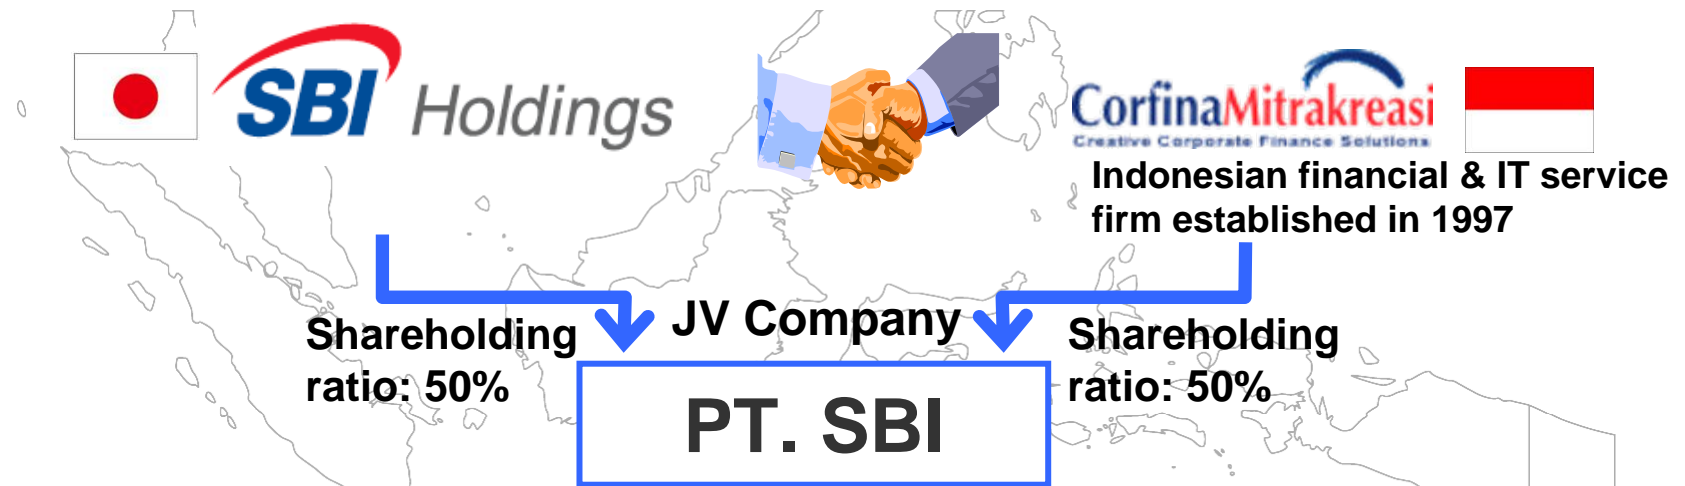 SBI Holdings
CorfinaMitrakreasi
Creative Corporate Finance Solutions
Indonesian financial & IT service
firm established in 1997
JV Company
Shareholding
ratio: 50%
Shareholding
ratio: 50%
PT. SBI